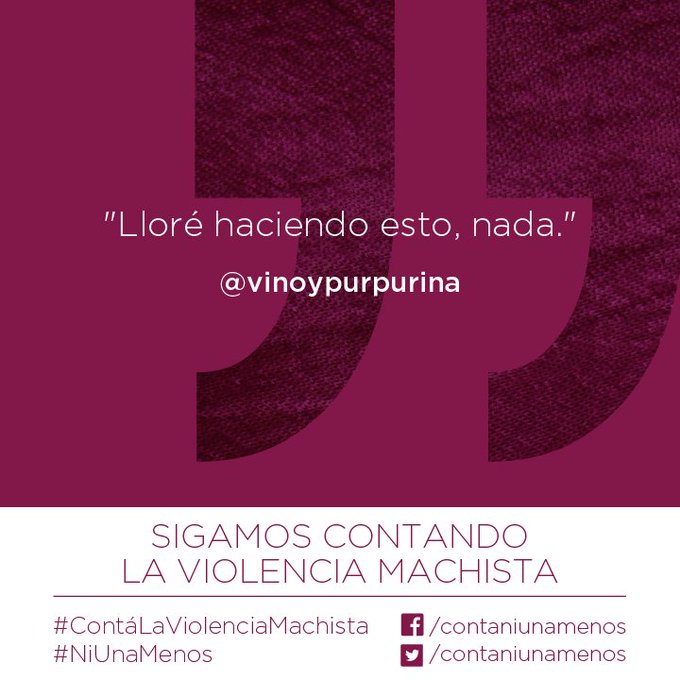 "Lloré haciendo esto, nada."
@vinoypurpurina
SIGAMOS CONTANDO
LA VIOLENCIA MACHISTA
#ContáLaViolenciaMachista
#NiUnaMenos
/contaniunamenos
/contaniunamenos